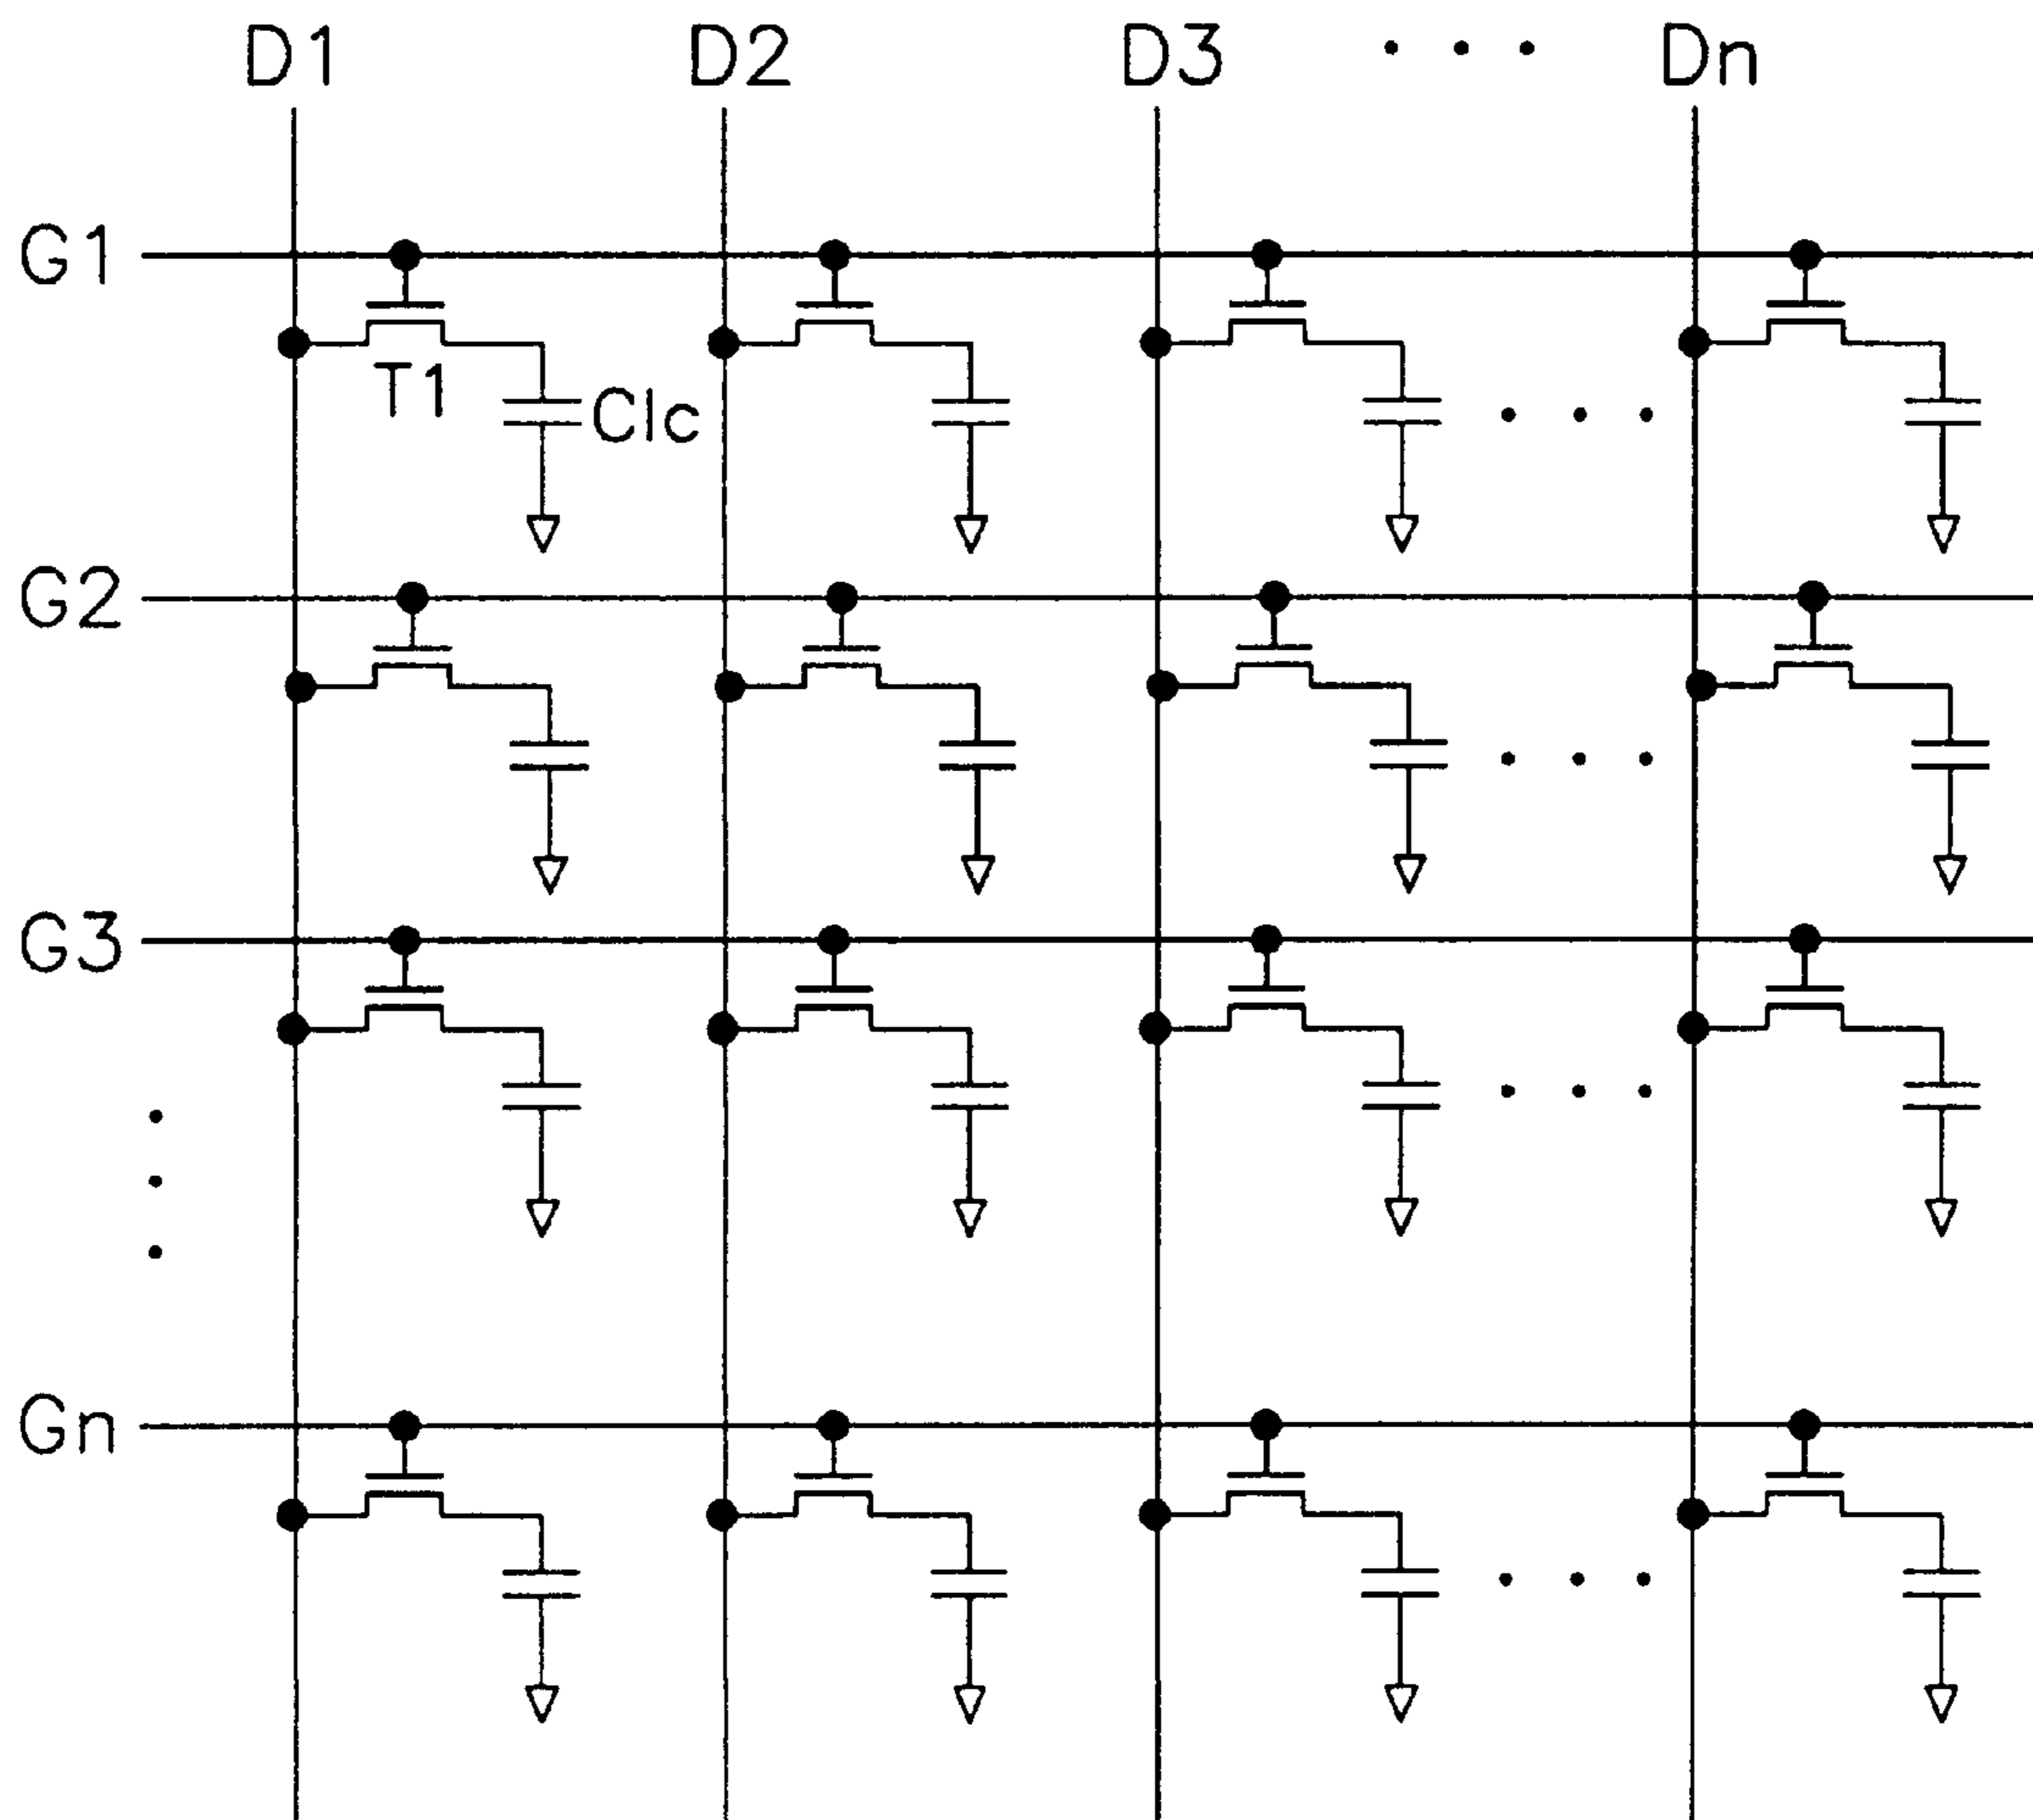 D1 D2 D3 . . . Dn
G1
T1
Clc
G2
G3
Gn